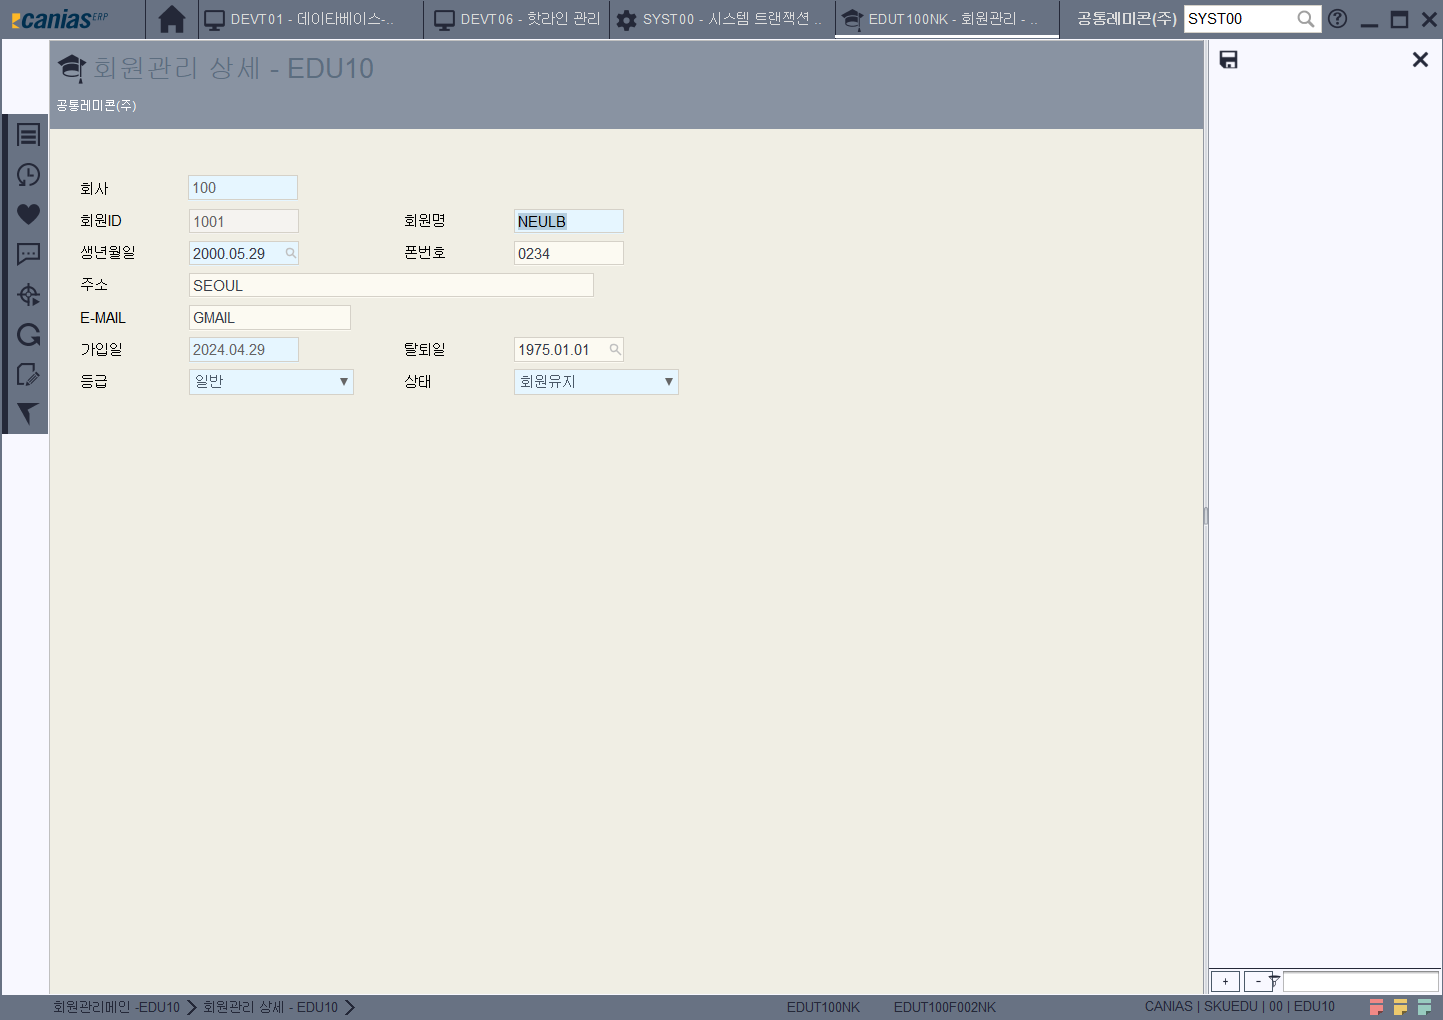 canias ERP DEVT01 - 데이타베이스-.. DEVT06 - 핫라인 관리 SYST00 - 시스템 트랜잭션 .. EDUT100NK - 회원관리 - .. 공통레미콘(주) SYST00
회원관리 상세 - EDU10
공통레미콘(주)
회사 100
회원ID 1001 회원명 NEULB
생년월일 2000.05.29 폰번호 0234
주소 SEOUL
E-MAIL GMAIL
가입일 2024.04.29 탈퇴일 1975.01.01
등급 일반 상태 회원유지
+ -
회원관리메인 -EDU10 회원관리 상세 - EDU10 EDUT100NK EDUT100F002NK CANIAS | SKUEDU | 00 | EDU10